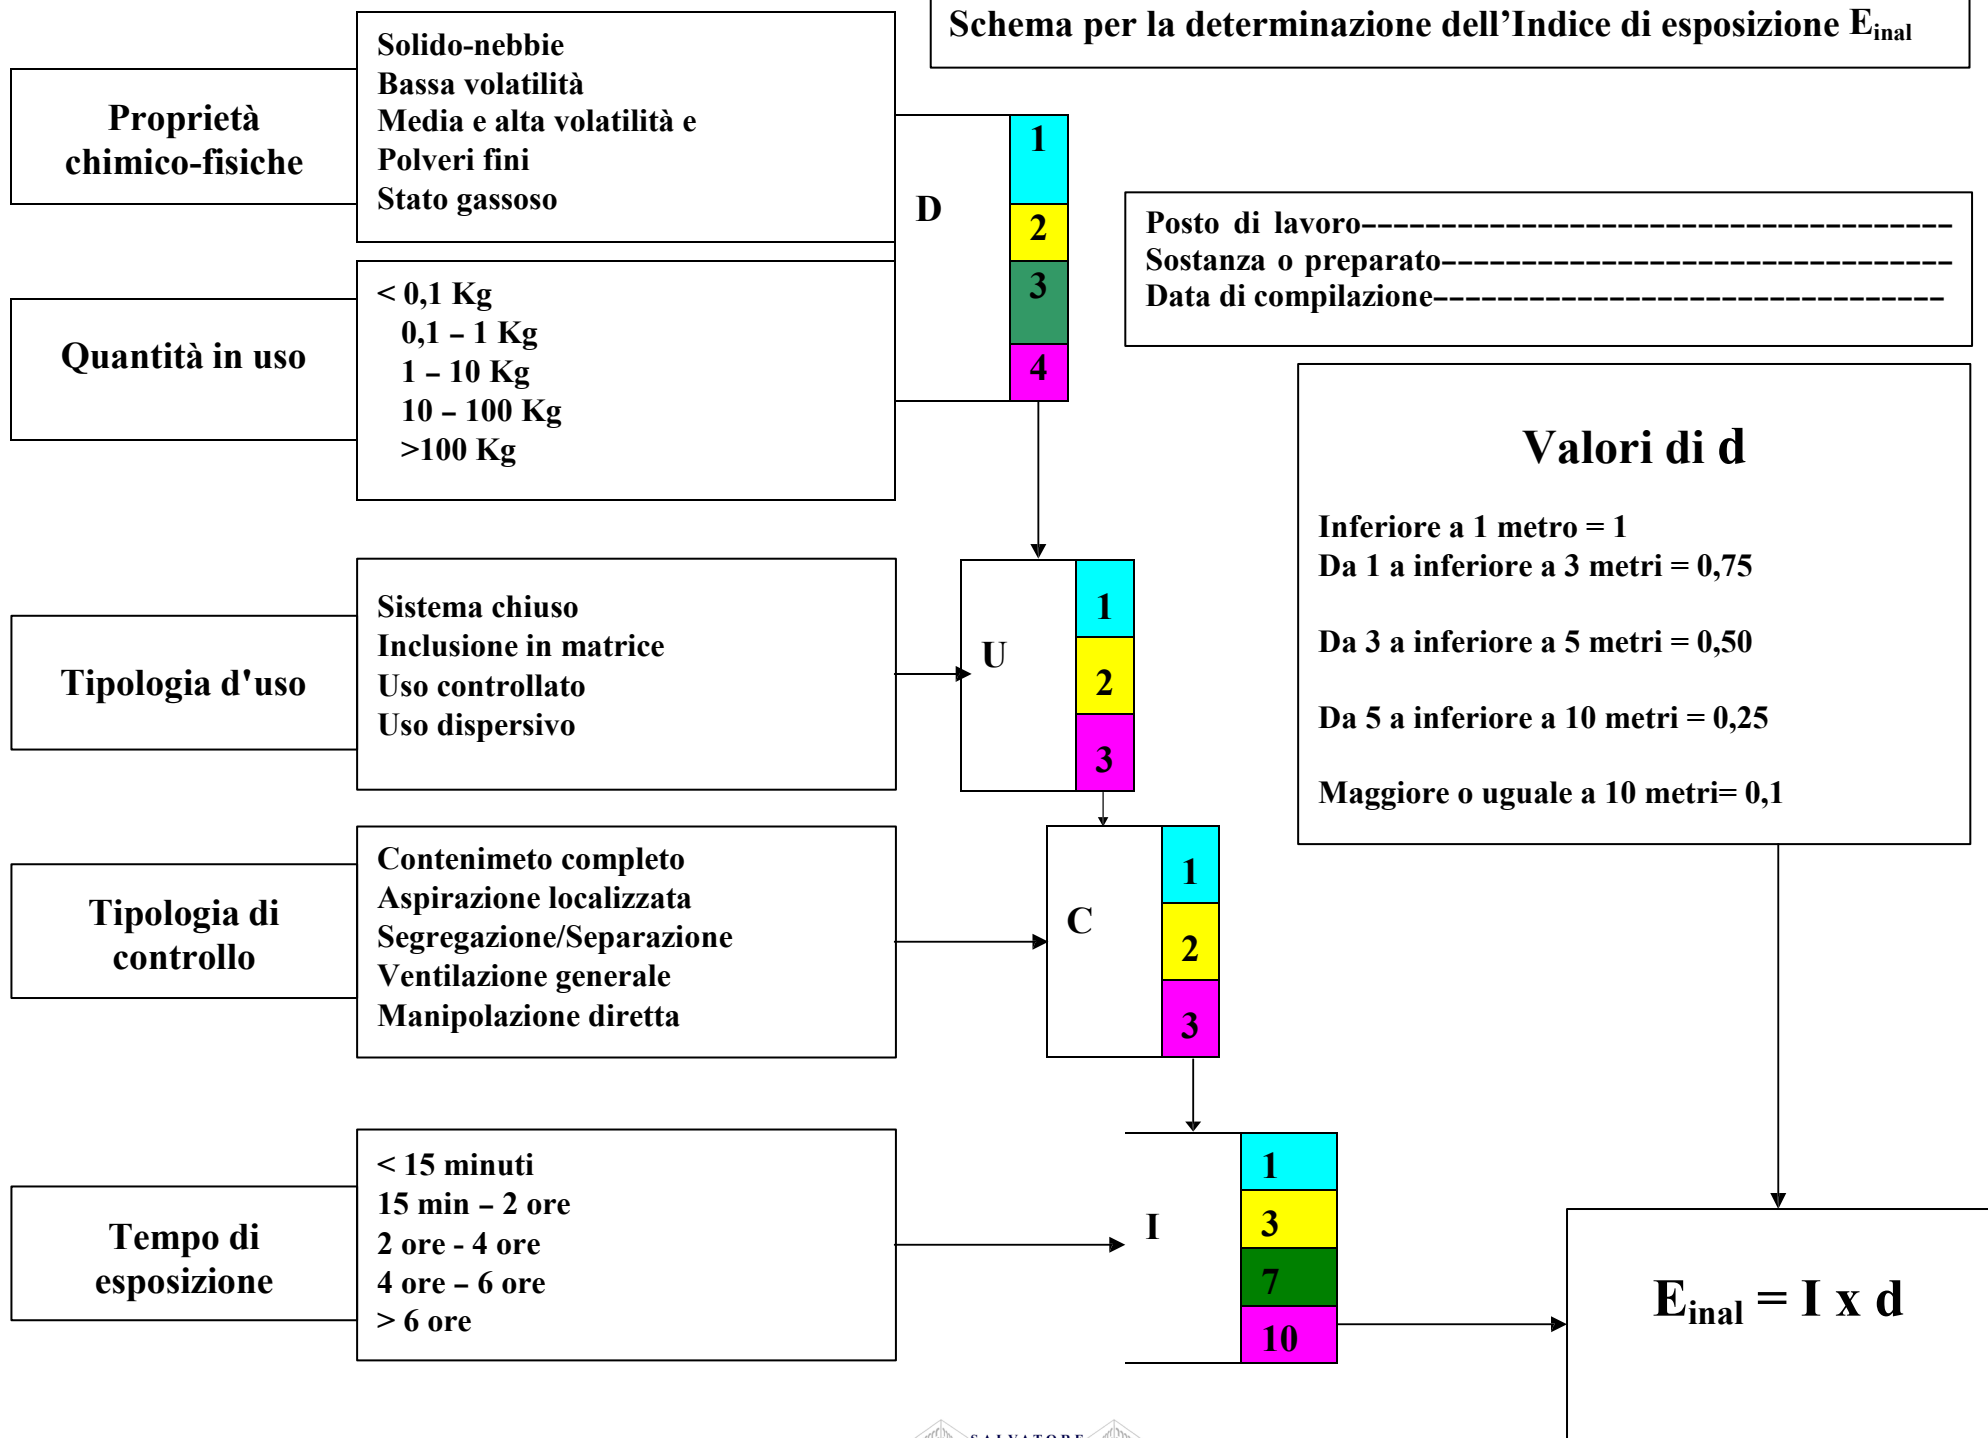 Schema per la determinazione dell'Indice di esposizione Einal
Proprietà
chimico-fisiche
Solido-nebbie
Bassa volatilità
Media e alta volatilità e
Polveri fini
Stato gassoso
D
1
2
3
4
Posto di lavoro-------------------------------------
Sostanza o preparato--------------------------------
Data di compilazione--------------------------------
Quantità in uso
< 0,1 Kg
0,1 – 1 Kg
1 – 10 Kg
10 – 100 Kg
>100 Kg
Valori di d
Inferiore a 1 metro = 1
Da 1 a inferiore a 3 metri = 0,75
Da 3 a inferiore a 5 metri = 0,50
Da 5 a inferiore a 10 metri = 0,25
Maggiore o uguale a 10 metri= 0,1
Tipologia d'uso
Sistema chiuso
Inclusione in matrice
Uso controllato
Uso dispersivo
U
1
2
3
Tipologia di
controllo
Contenimeto completo
Aspirazione localizzata
Segregazione/Separazione
Ventilazione generale
Manipolazione diretta
C
1
2
3
Tempo di
esposizione
< 15 minuti
15 min – 2 ore
2 ore - 4 ore
4 ore – 6 ore
> 6 ore
I
1
3
7
10
Einal = I x d
SALVATORE